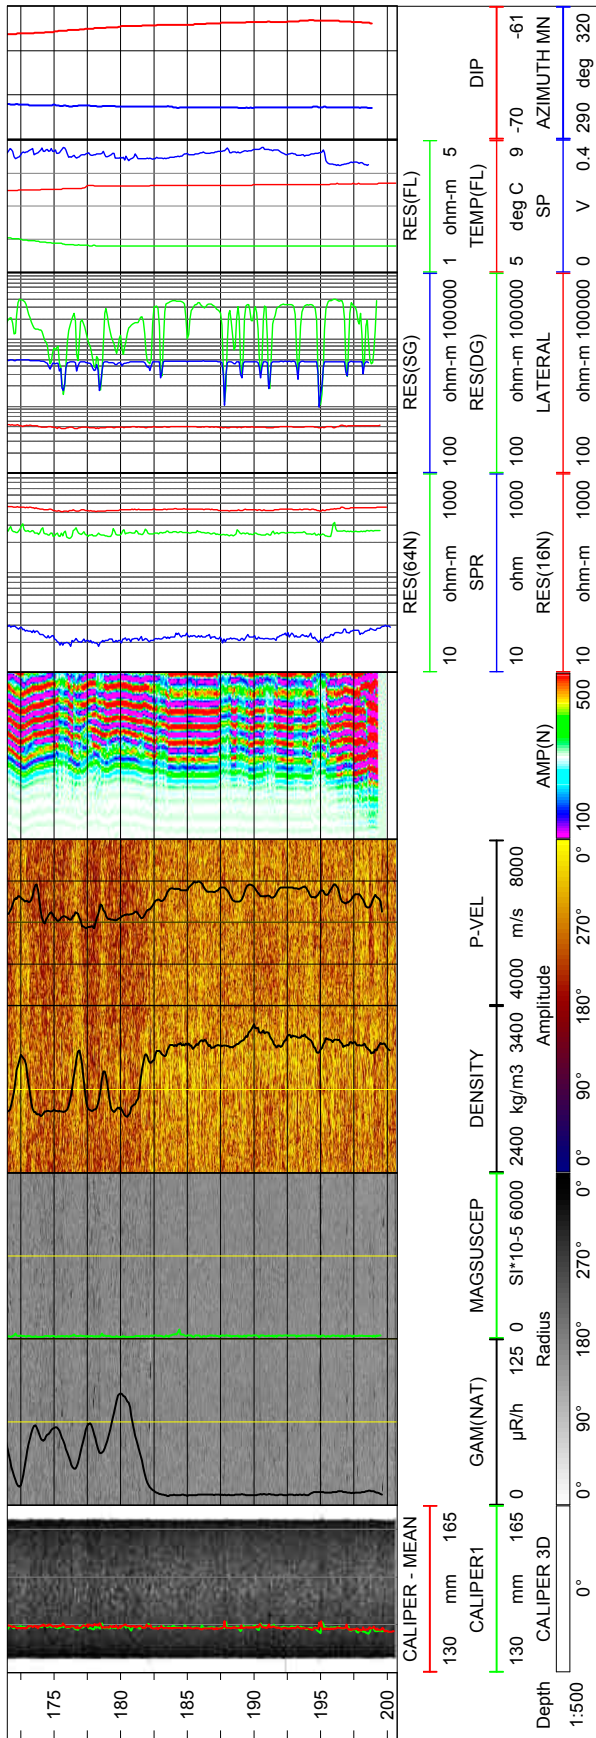 175
180
185
190
195
200
Depth
1:500
CALIPER - MEAN
130 mm 165
CALIPER1
130 mm 165
CALIPER 3D
0°
GAM(NAT)
0 µR/h 125
MAGSUSCEP
0 SI*10-5 6000
Radius
0° 90° 180° 270° 0°
DENSITY
2400 kg/m3 3400
P-VEL
4000 m/s 8000
Amplitude
0° 90° 180° 270° 0°
AMP(N)
100 500
RES(64N)
10 ohm-m 1000
SPR
10 ohm 1000
RES(16N)
10 ohm-m 1000
RES(SG)
100 ohm-m 100000
RES(DG)
100 ohm-m 100000
LATERAL
100 ohm-m 100000
RES(FL)
1 ohm-m 5
TEMP(FL)
5 deg C 9
SP
0 V 0.4
DIP
-70 -61
AZIMUTH MN
290 deg 320